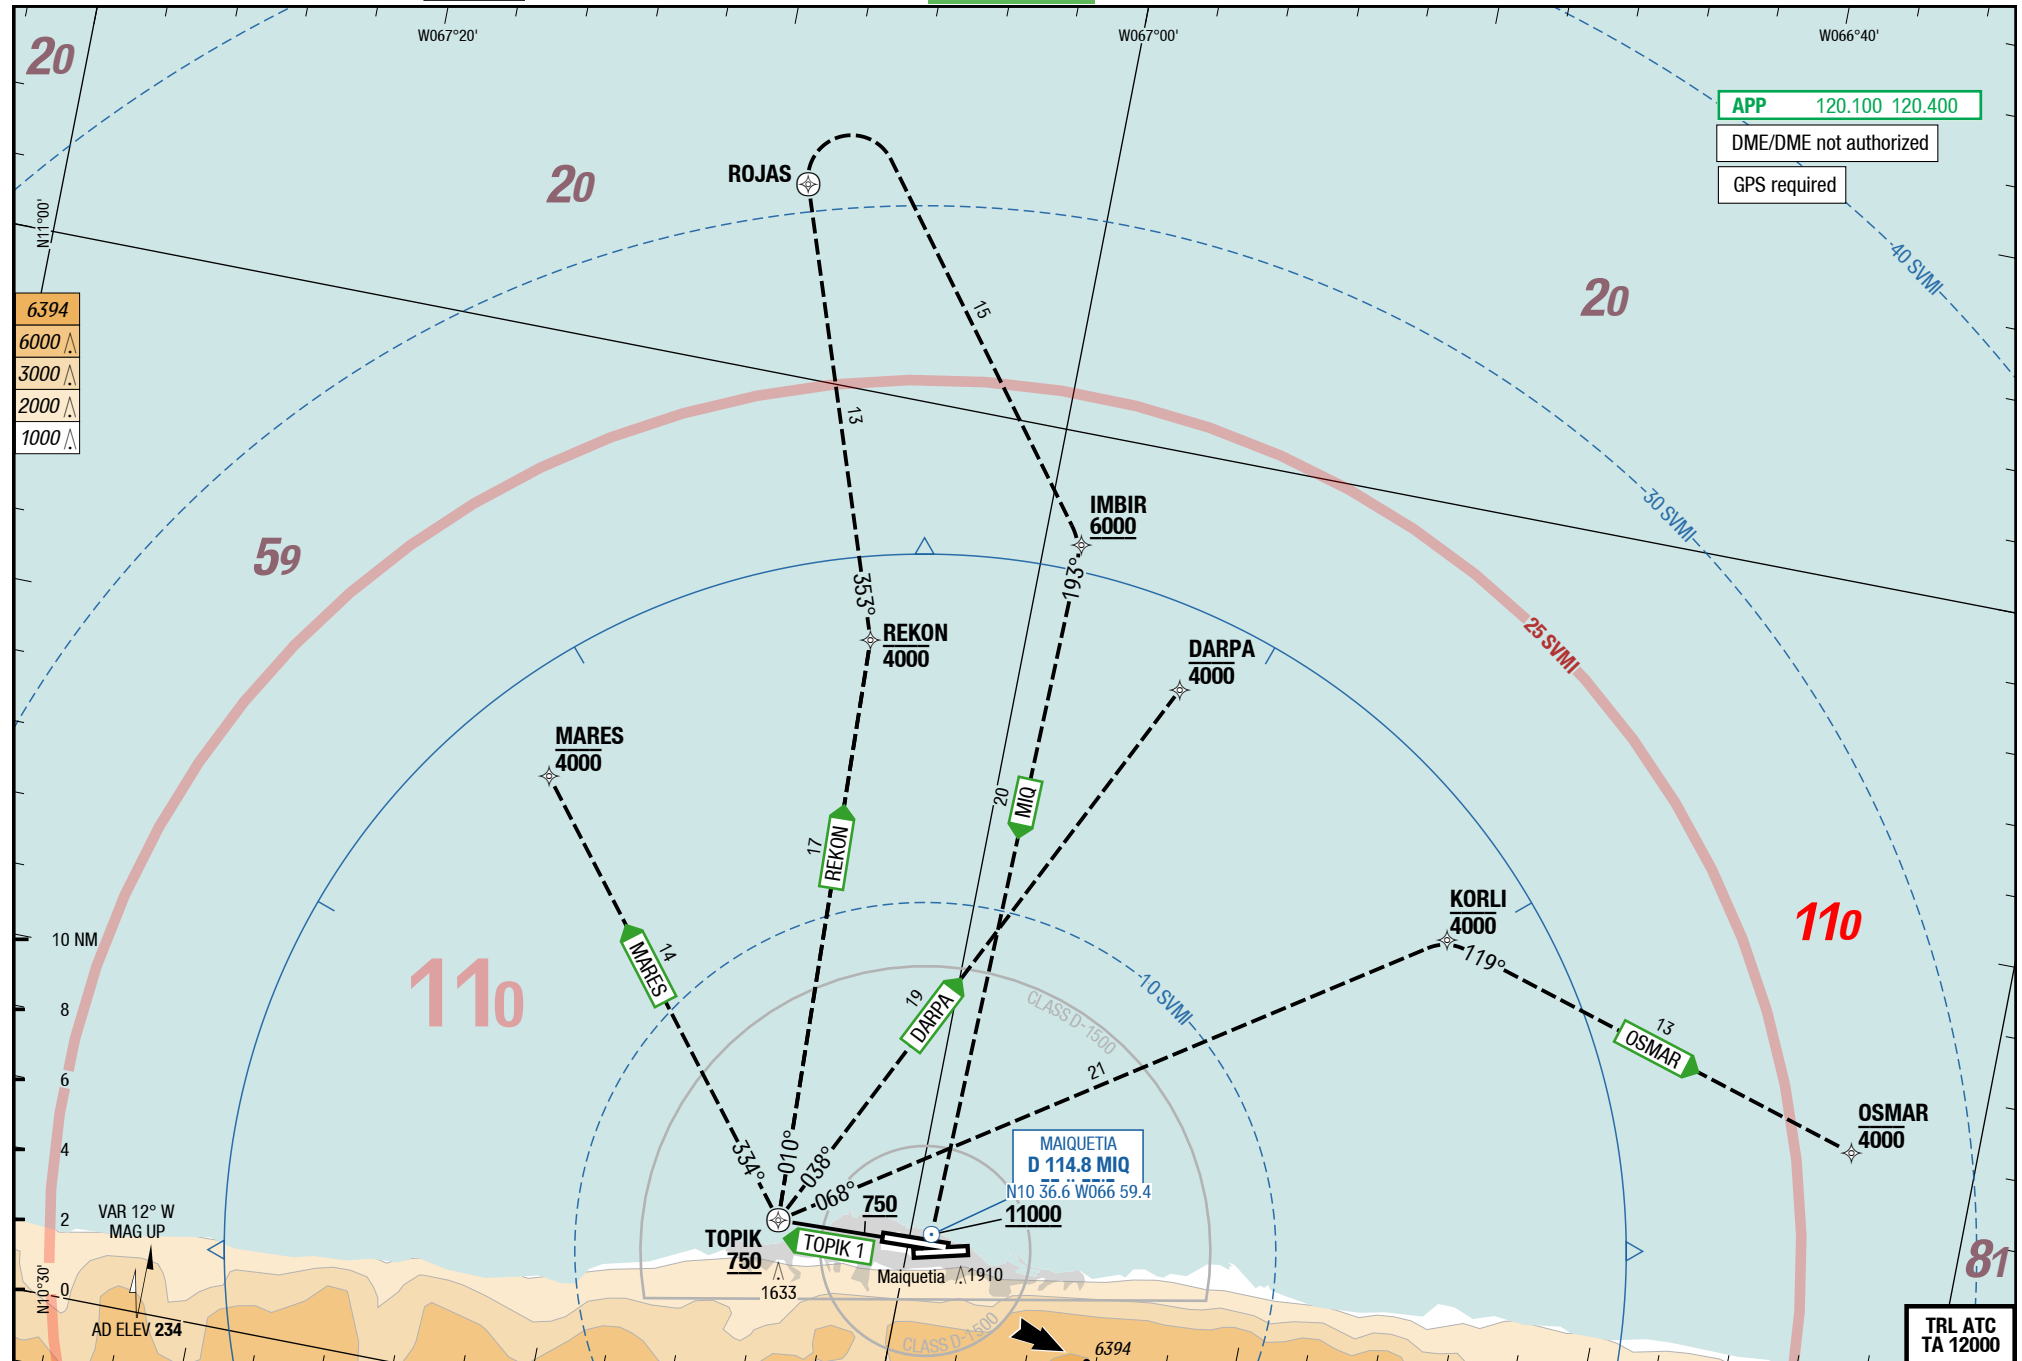 W067°20'
W067°00'
W066°40'
20
APP 120.100 120.400
DME/DME not authorized
GPS required
ROJAS
20
N11°00'
40 SVMI
20
6394
6000
3000
2000
1000
15
13
30 SVMI
IMBIR
6000
59
193°
353°
REKON
4000
25 SVMI
DARPA
4000
MARES
4000
20
MIQ
17
REKON
KORLI
4000
110
10 NM
14
MARES
119°
110
19
DARPA
10 SVMI
CLASS D-1500
8
13
OSMAR
6
21
OSMAR
4000
4
334°
010°
038°
068°
MAIQUETIA
D 114.8 MIQ
N10 36.6 W066 59.4
11000
750
VAR 12° W
MAG UP
2
TOPIK
750
TOPIK 1
81
Maiquetia
1910
1633
N10°30'
0
AD ELEV 234
CLASS D-1500
6394
TRL ATC
TA 12000